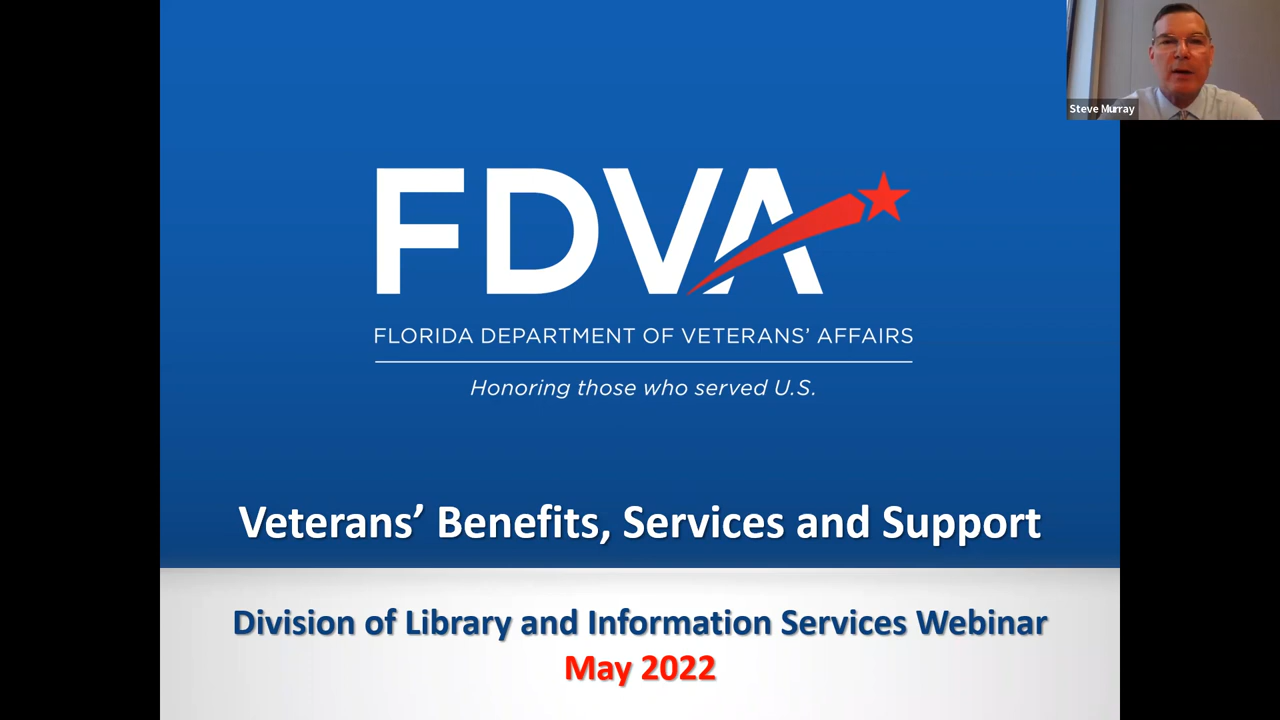 Steve Murray
FDVA
FLORIDA DEPARTMENT OF VETERANS’ AFFAIRS
Honoring those who served U.S.
Veterans’ Benefits, Services and Support
Division of Library and Information Services Webinar
May 2022